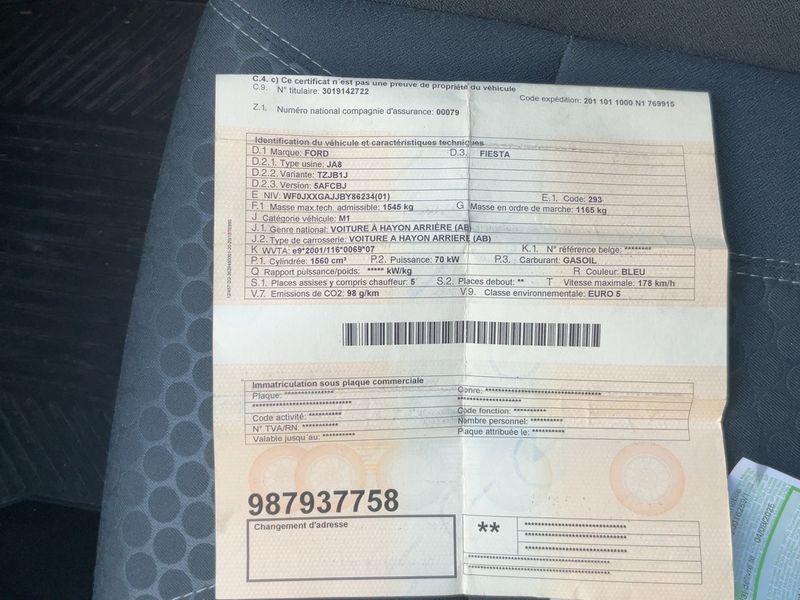 C.4. c) Ce certificat n'est pas une preuve de propriété du véhicule
C.9. N° titulaire: 3019142722
Code expédition: 201 101 1000 N1 769915
Z.1. Numéro national compagnie d'assurance: 00079
Identification du véhicule et caractéristiques techniques
D.1 Marque: FORD D.3. FIESTA
D.2.1. Type usine: JA8
D.2.2. Variante: TZJB1J
D.2.3. Version: 5AFCBJ
E NIV: WF0JXXGAJJBY86234(01) E.1. Code: 293
F.1 Masse max.tech. admissible: 1545 kg G Masse en ordre de marche: 1165 kg
J Catégorie véhicule: M1
J.1. Genre national: VOITURE À HAYON ARRIÈRE (AB)
J.2. Type de carrosserie: VOITURE A HAYON ARRIERE (AB)
K WVTA: e9*2001/116*0069*07 K.1. N° référence belge: ********
P.1. Cylindrée: 1560 cm³ P.2. Puissance: 70 kW P.3. Carburant: GASOIL
Q Rapport puissance/poids: ***** kW/kg R Couleur: BLEU
S.1. Places assises y compris chauffeur: 5 S.2. Places debout: ** T Vitesse maximale: 178 km/h
V.7. Emissions de CO2: 98 g/km V.9. Classe environnementale: EURO 5
Immatriculation sous plaque commerciale
Plaque: *************** Genre: ******************************
Code activité: ********** Code fonction: **********
N° TVA/RN: *********** Nombre personnel: **********
Valable jusqu'au: ********** Plaque attribuée le: **********
987937758
Changement d'adresse
**
04/08/2026